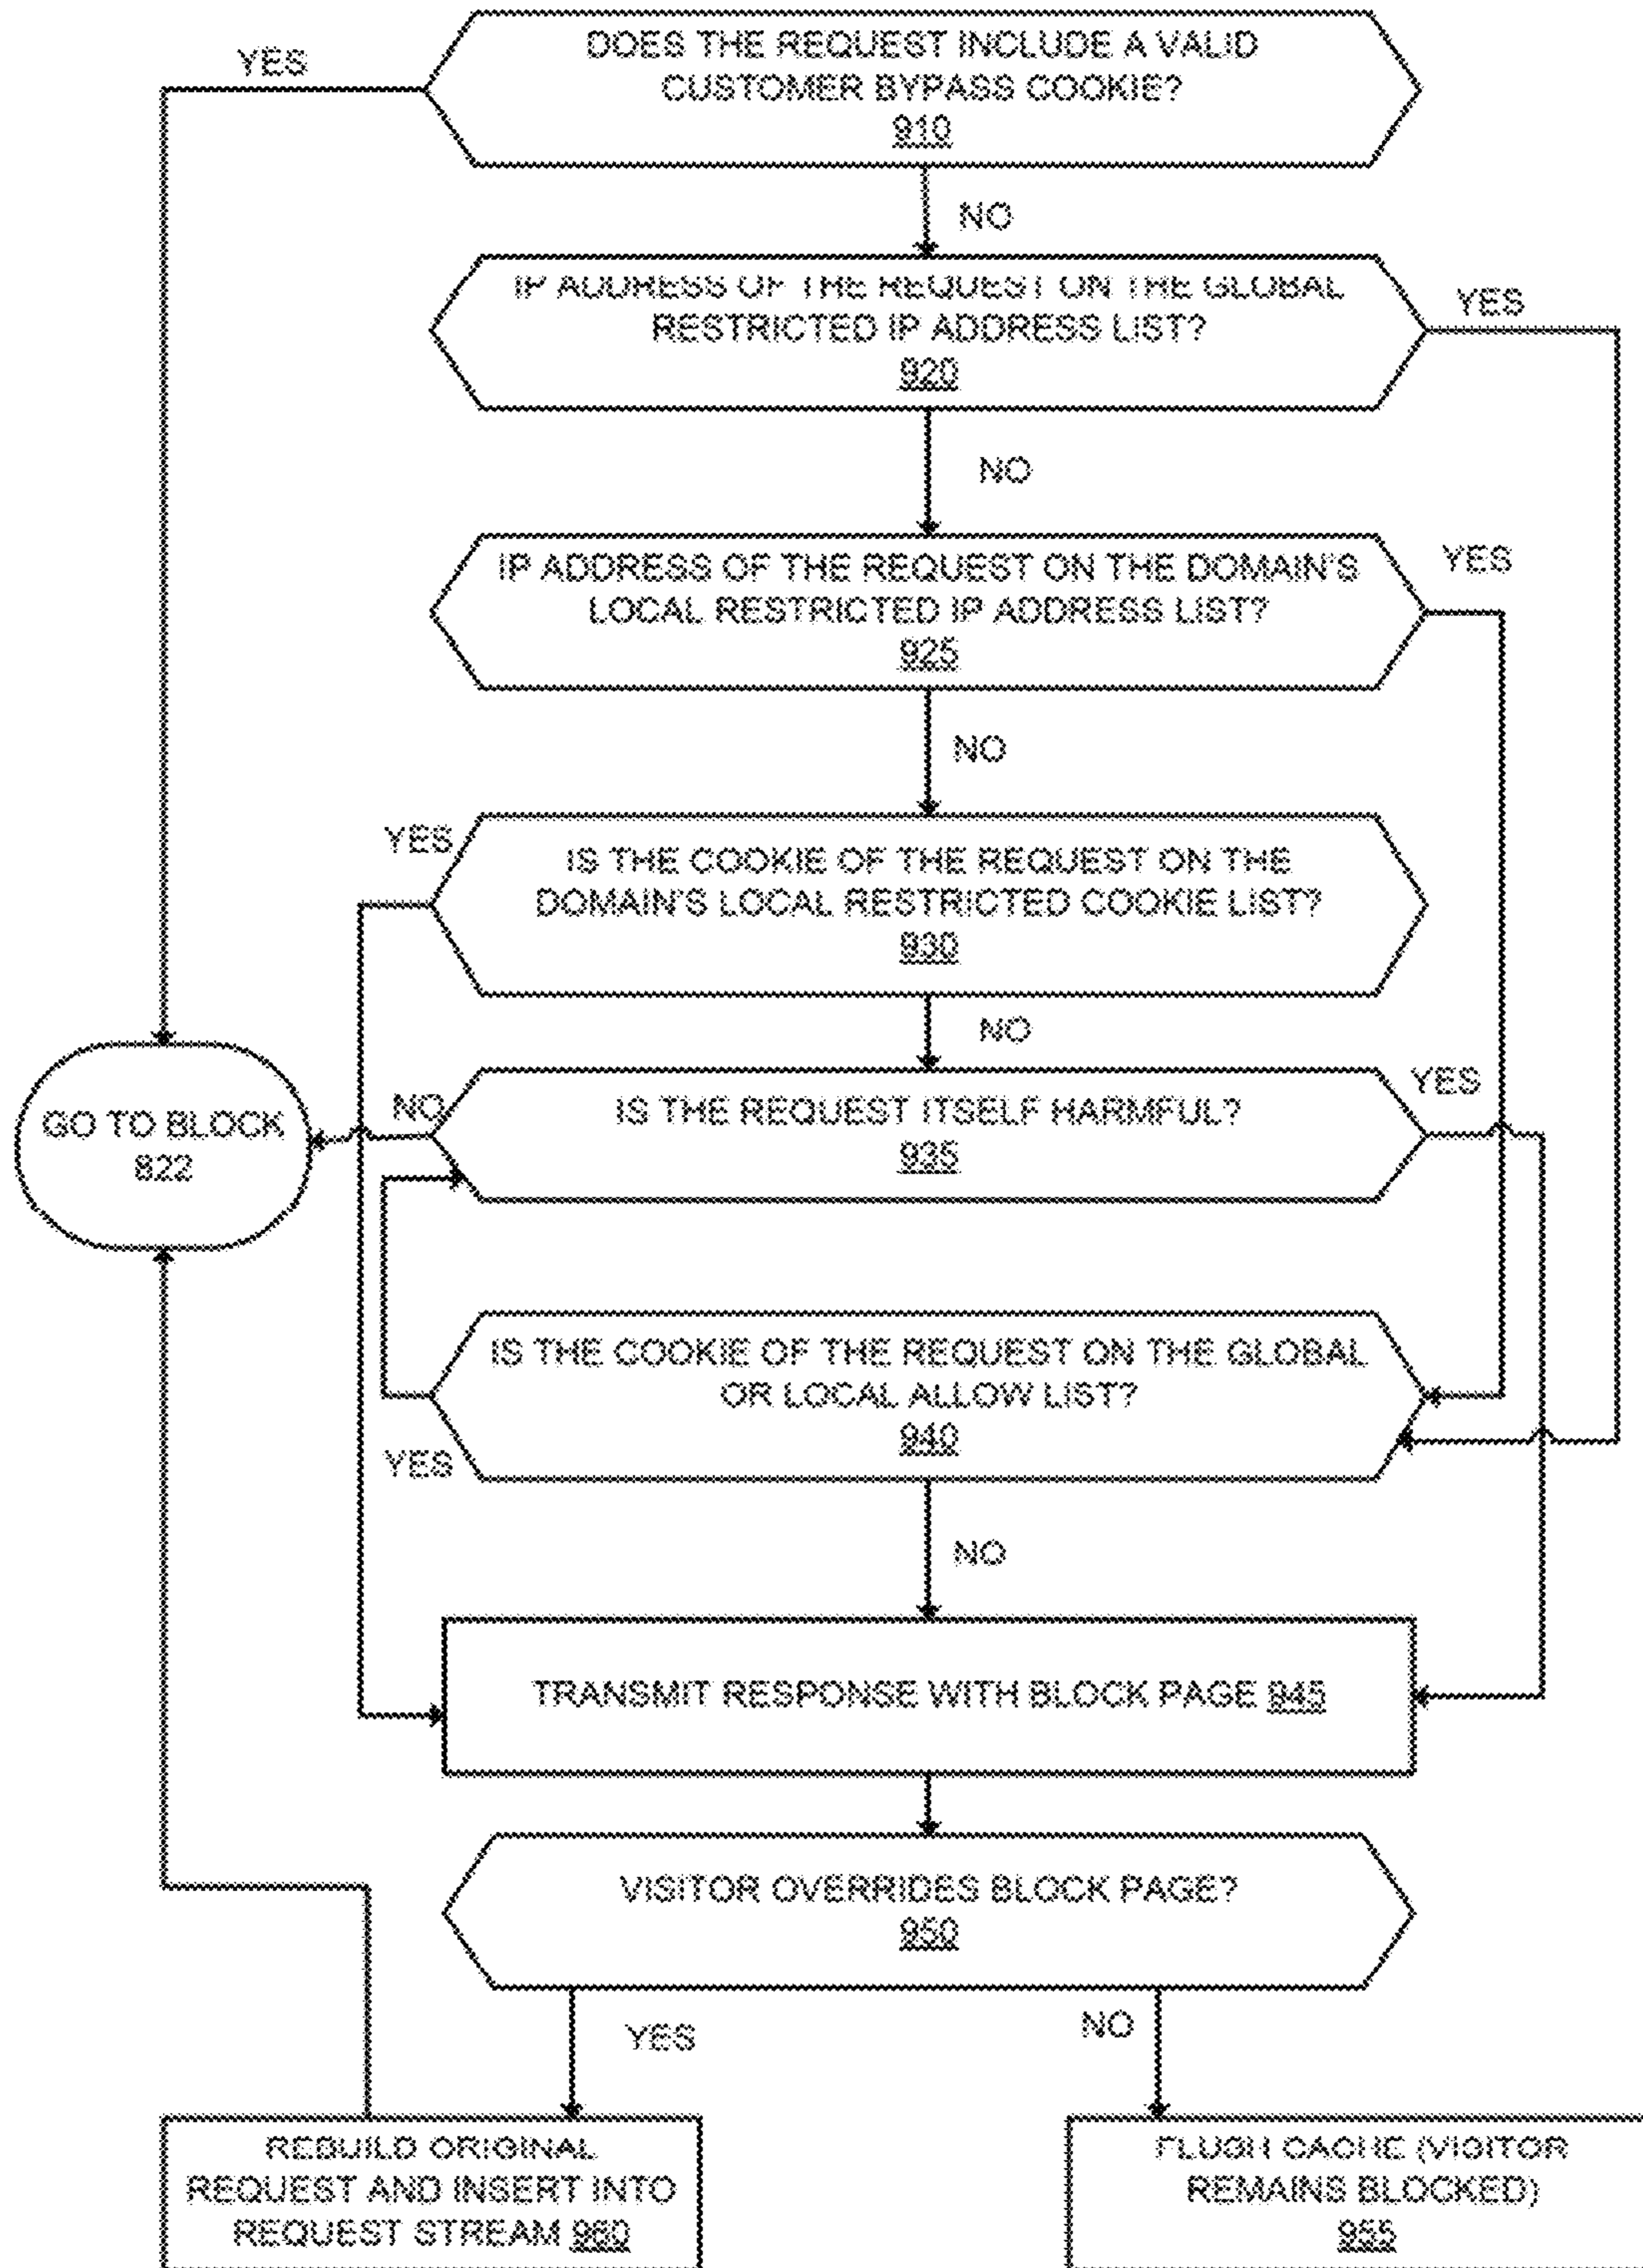 DOES THE REQUEST INCLUDE A VALID
CUSTOMER BYPASS COOKIE?
910
YES
NO
IP ADDRESS OF THE REQUEST ON THE GLOBAL
RESTRICTED IP ADDRESS LIST?
920
YES
NO
IP ADDRESS OF THE REQUEST ON THE DOMAIN'S
LOCAL RESTRICTED IP ADDRESS LIST?
925
YES
NO
YES
IS THE COOKIE OF THE REQUEST ON THE
DOMAIN'S LOCAL RESTRICTED COOKIE LIST?
930
NO
GO TO BLOCK
822
NO
IS THE REQUEST ITSELF HARMFUL?
935
YES
IS THE COOKIE OF THE REQUEST ON THE GLOBAL
OR LOCAL ALLOW LIST?
940
YES
NO
TRANSMIT RESPONSE WITH BLOCK PAGE 945
VISITOR OVERRIDES BLOCK PAGE?
950
YES
NO
REBUILD ORIGINAL
REQUEST AND INSERT INTO
REQUEST STREAM 960
FLUSH CACHE (VISITOR
REMAINS BLOCKED)
955